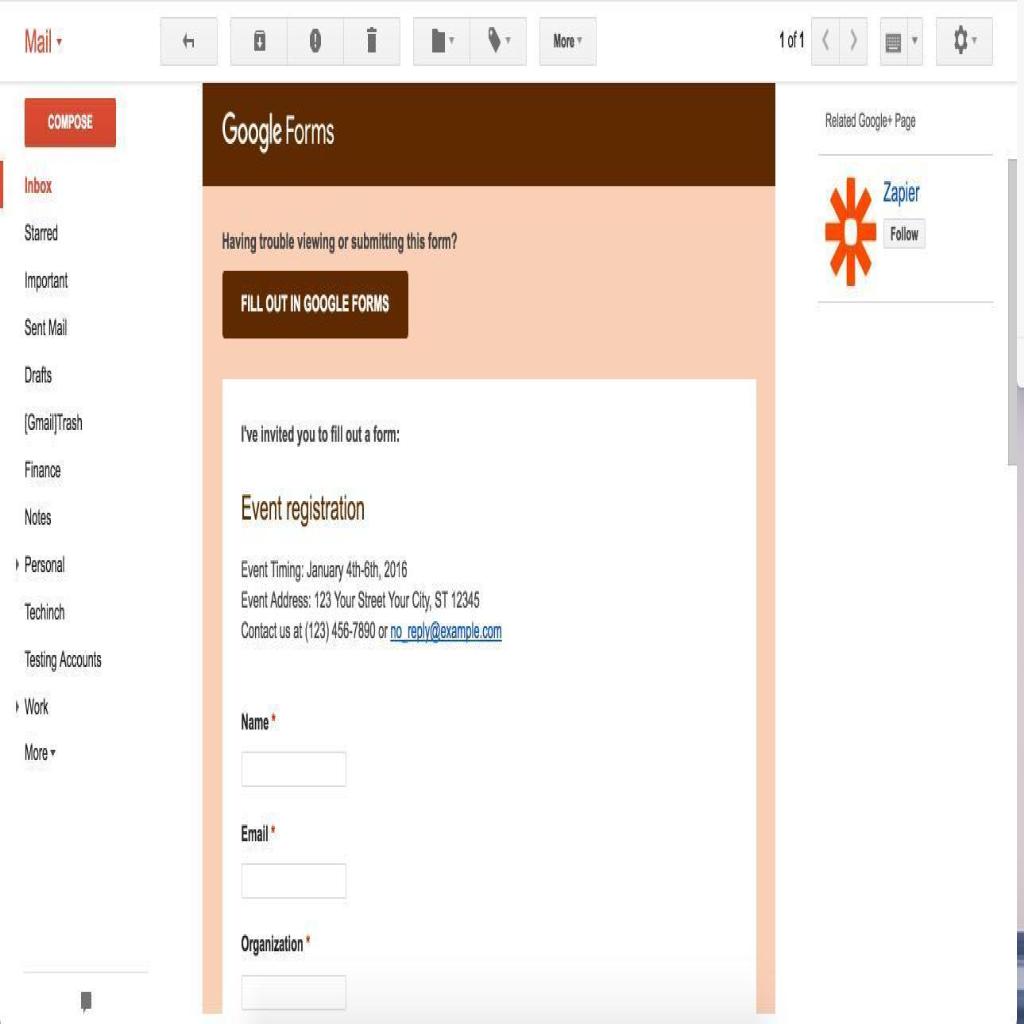 Mail
More
1 of 1
COMPOSE
Inbox
Starred
Important
Sent Mail
Drafts
[Gmail]Trash
Finance
Notes
Personal
Techinch
Testing Accounts
Work
More
Google Forms
Having trouble viewing or submitting this form?
FILL OUT IN GOOGLE FORMS
I've invited you to fill out a form:
Event registration
Event Timing: January 4th-6th, 2016
Event Address: 123 Your Street Your City, ST 12345
Contact us at (123) 456-7890 or no_reply@example.com
Name *
Email *
Organization *
Related Google+ Page
Zapier
Follow